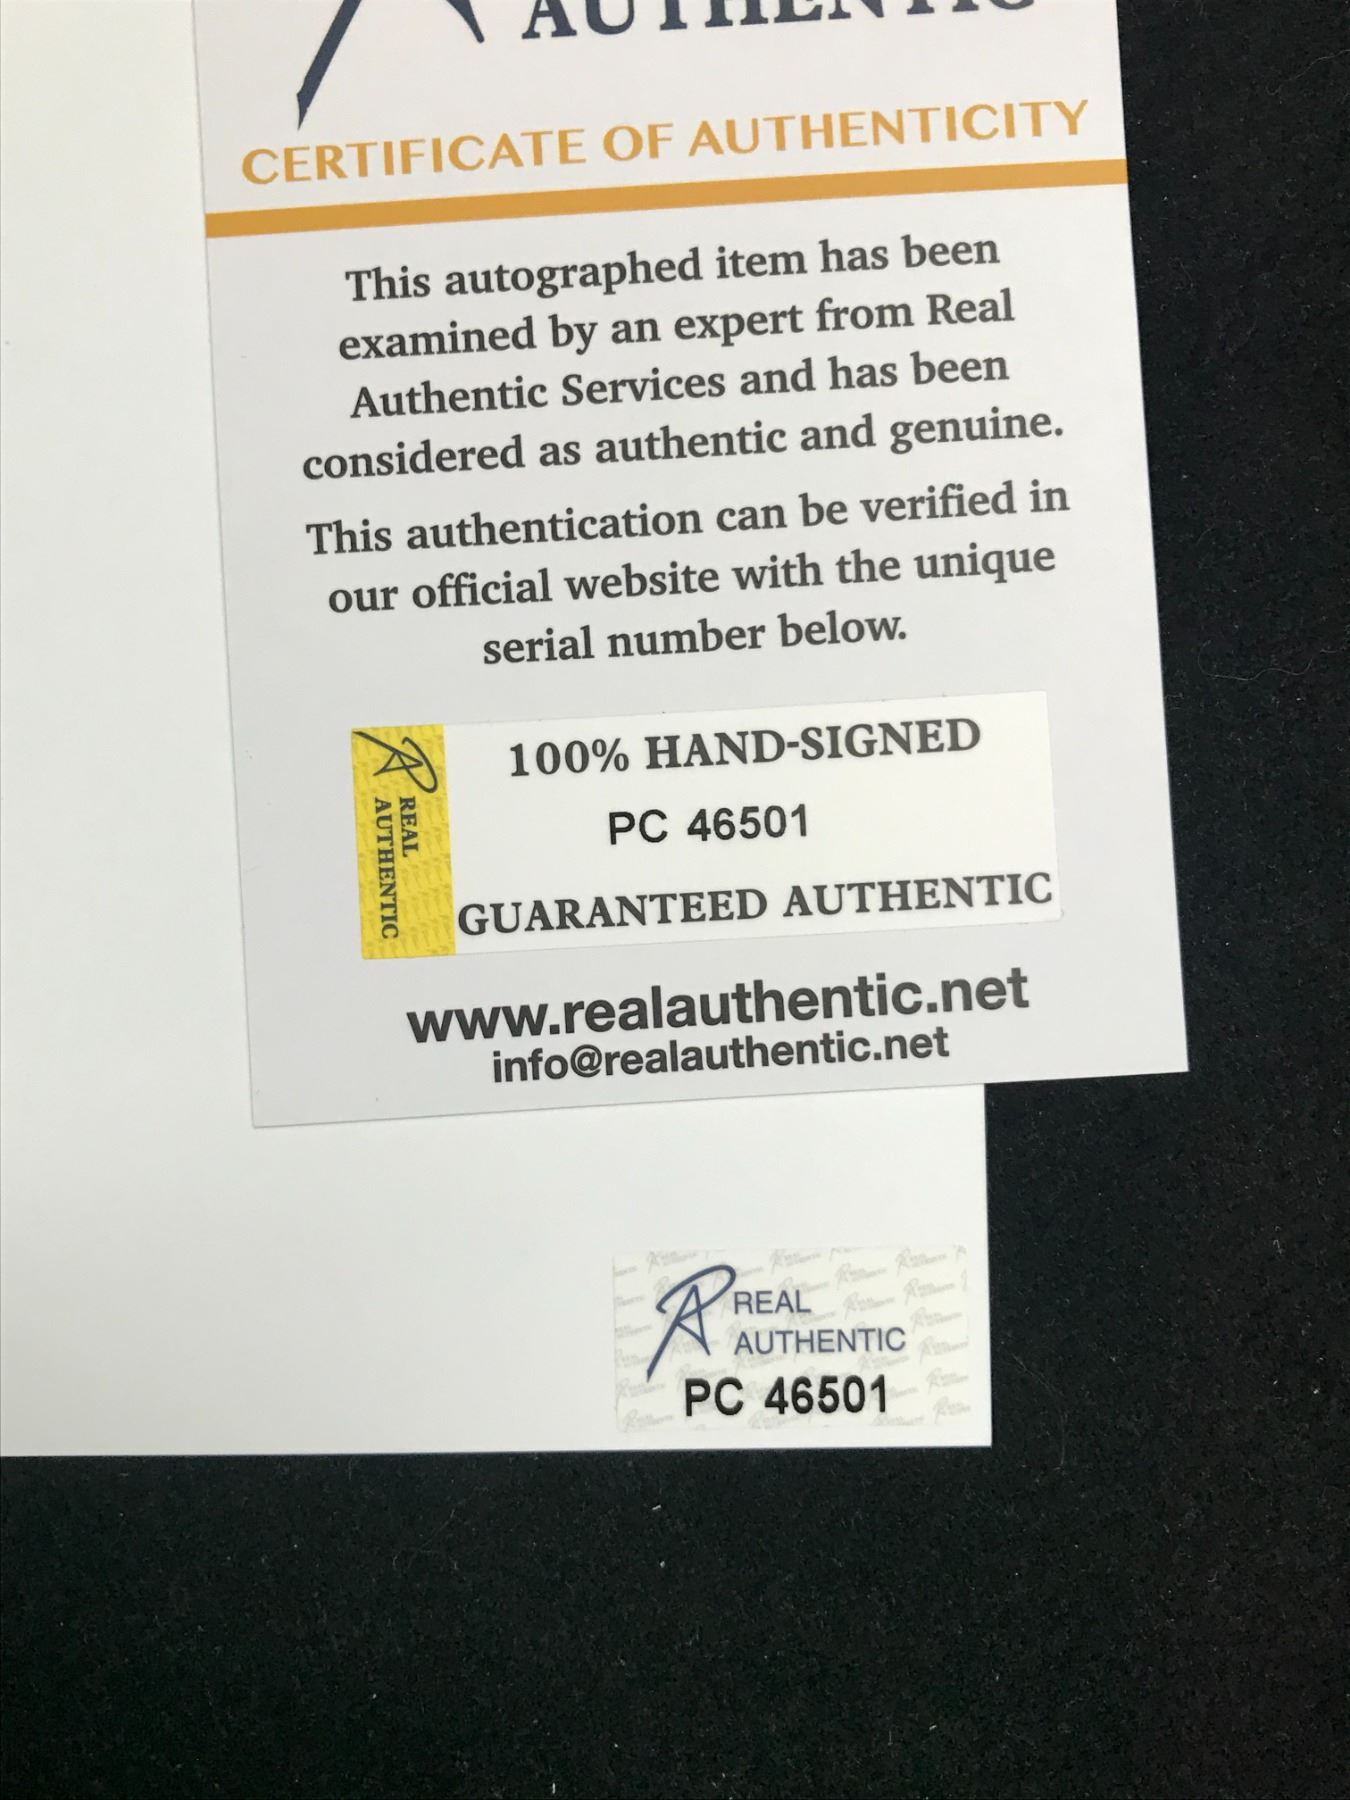 AUTHENTIC
CERTIFICATE OF AUTHENTICITY
This autographed item has been
examined by an expert from Real
Authentic Services and has been
considered as authentic and genuine.
This authentication can be verified in
our official website with the unique
serial number below.
REAL
AUTHENTIC
100% HAND-SIGNED
PC 46501
GUARANTEED AUTHENTIC
www.realauthentic.net
info@realauthentic.net
REAL
AUTHENTIC
PC 46501